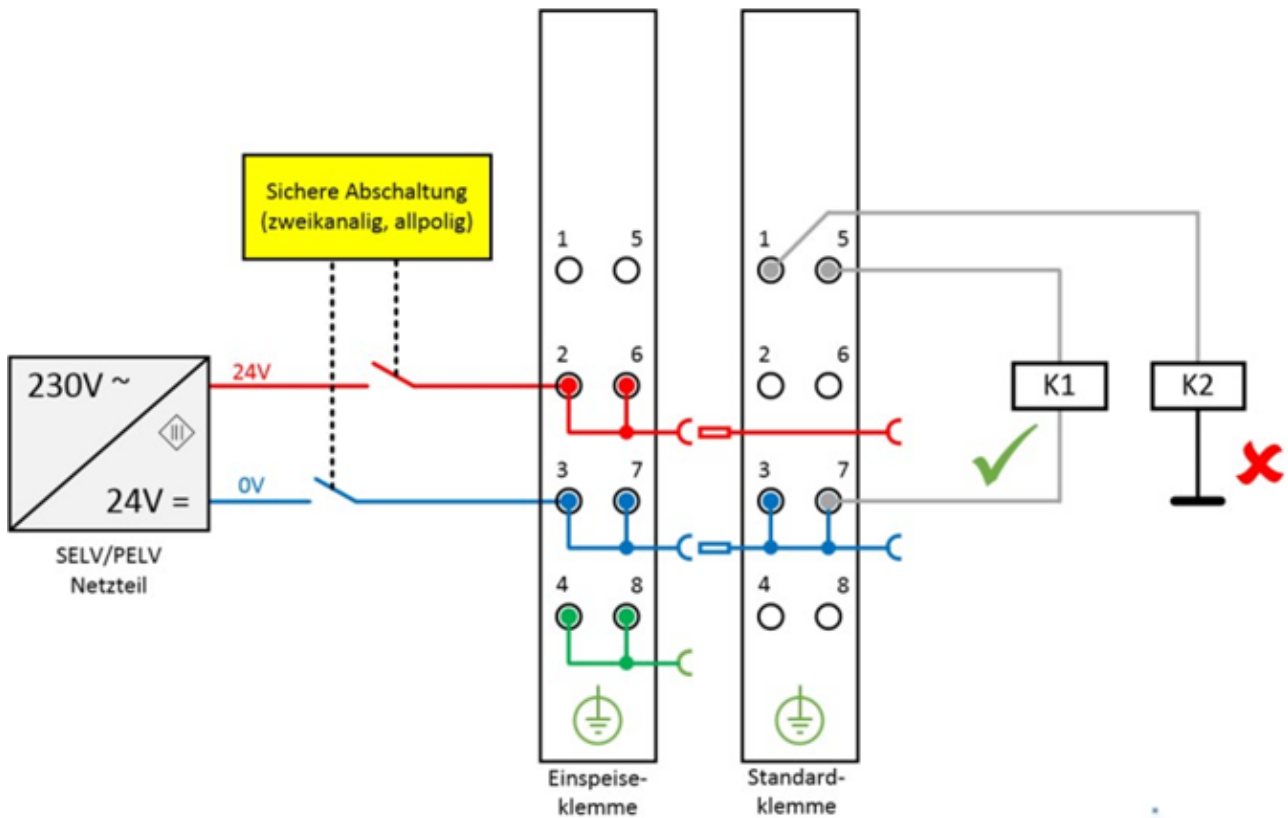 Sichere Abschaltung
(zweikanalig, allpolig)
1 5
1 5
230V ~
24V
2 6
2 6
K1
K2
III
24V =
0V
3 7
3 7
SELV/PELV
Netzteil
4 8
4 8
Einspeise-
klemme
Standard-
klemme